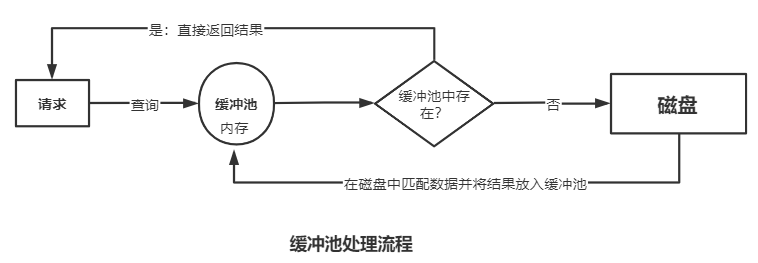 是：直接返回结果
请求
查询
缓冲池
内存
缓冲池中存
在？
否
磁盘
在磁盘中匹配数据并将结果放入缓冲池
缓冲池处理流程